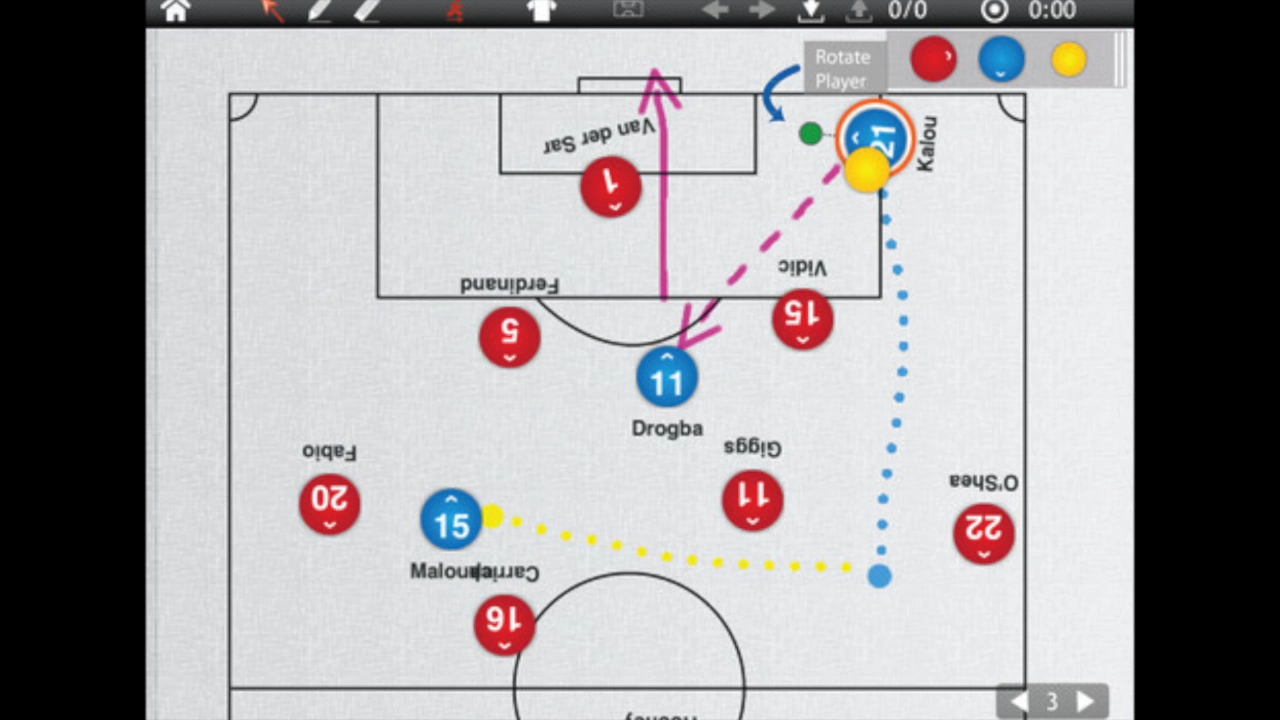 0/0
0:00
Rotate
Player
21
Kalou
Van der Sar
1
Vidic
15
Ferdinand
5
11
Drogba
Giggs
11
Fabio
20
O'Shea
22
15
Malouda
Carrick
16
3
Rooney